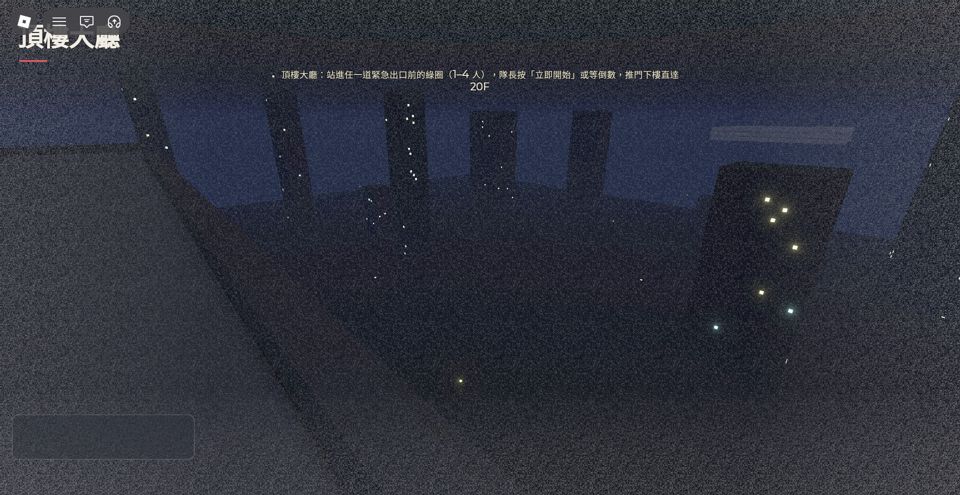 頂樓大廳
頂樓大廳：站進任一道緊急出口前的綠圈（1–4 人），隊長按「立即開始」或等倒數，推門下樓直達
20F